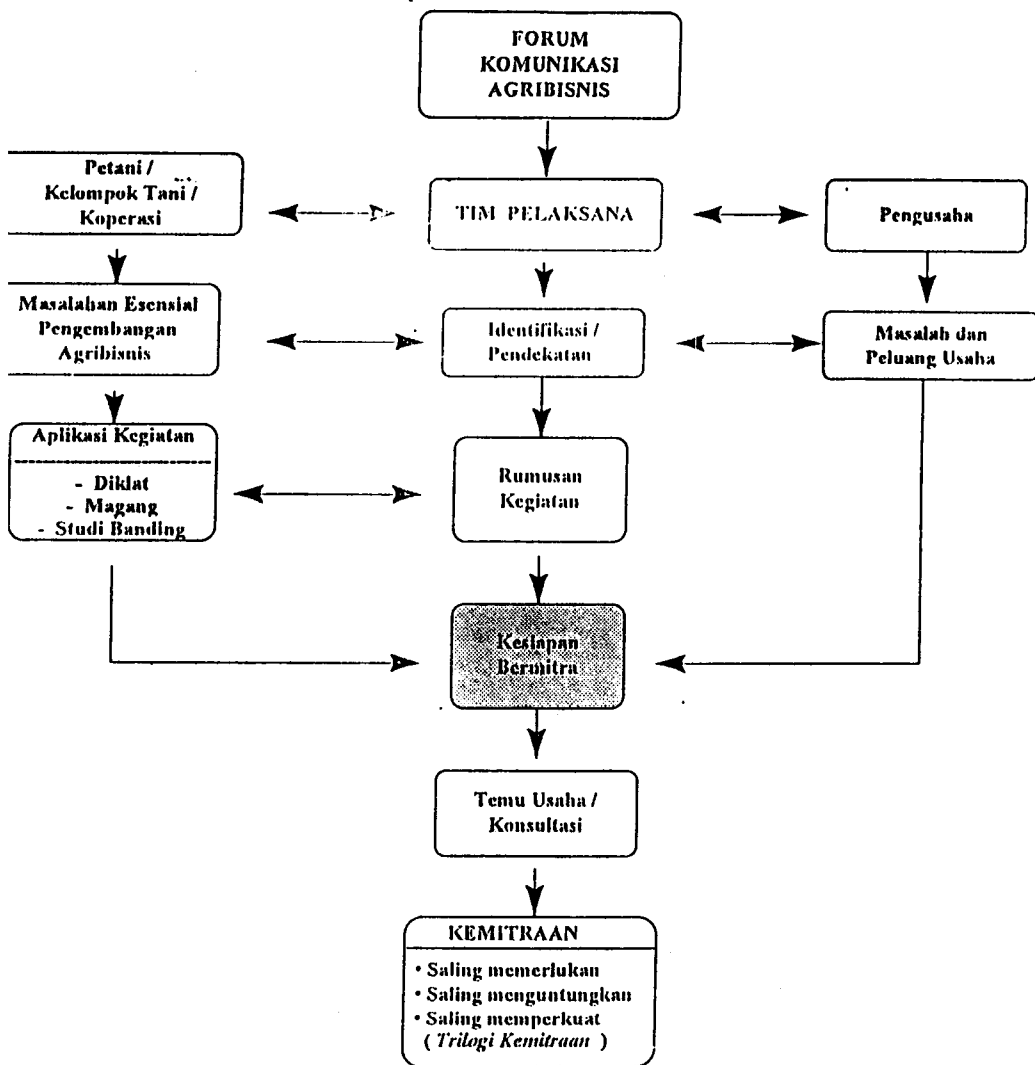 FORUM
KOMUNIKASI
AGRIBISNIS
Petani /
Kelompok Tani /
Koperasi
TIM PELAKSANA
Pengusaha
Masalahan Esensial
Pengembangan
Agribisnis
Identifikasi /
Pendekatan
Masalah dan
Peluang Usaha
Aplikasi Kegiatan
- Diklat
- Magang
- Studi Banding
Rumusan
Kegiatan
Kesiapan
Bermitra
Temu Usaha /
Konsultasi
KEMITRAAN
• Saling memerlukan
• Saling menguntungkan
• Saling memperkuat
( Trilogi Kemitraan )